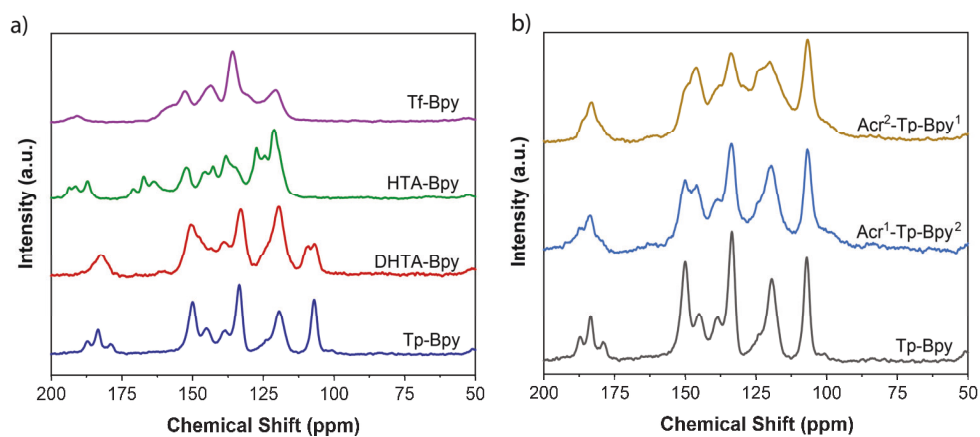 a)
Intensity (a.u.)
Tf-Bpy
HTA-Bpy
DHTA-Bpy
Tp-Bpy
200 175 150 125 100 75 50
Chemical Shift (ppm)
b)
Intensity (a.u.)
Acr²-Tp-Bpy¹
Acr¹-Tp-Bpy²
Tp-Bpy
200 175 150 125 100 75 50
Chemical Shift (ppm)